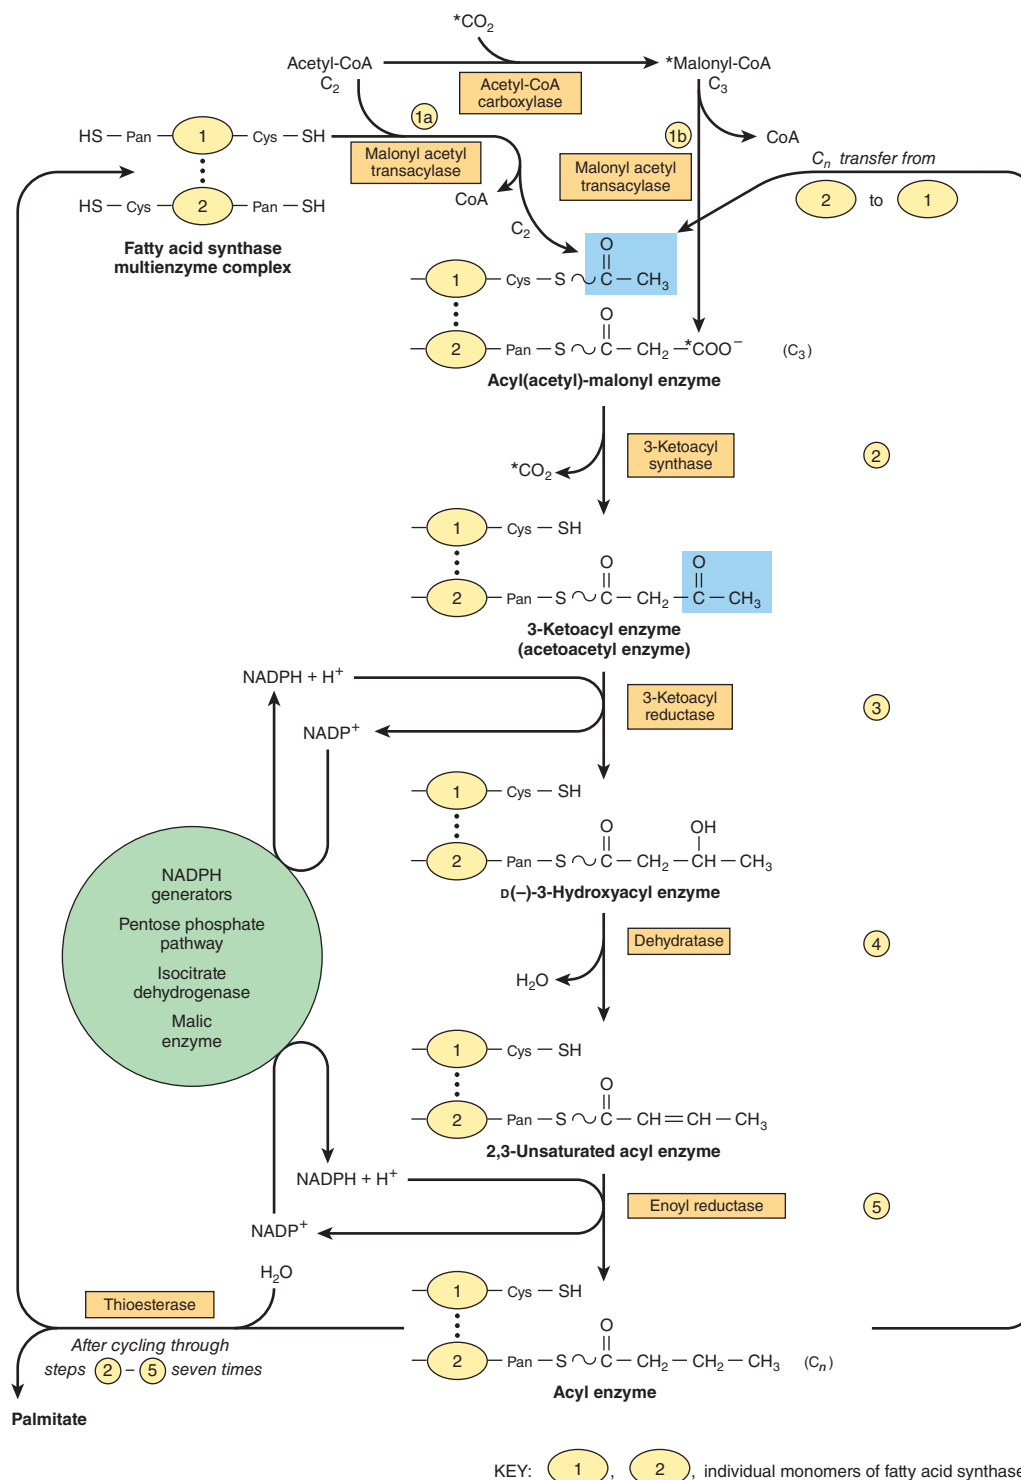 *CO2
Acetyl-CoA
C2
*Malonyl-CoA
C3
Acetyl-CoA
carboxylase
1a
1b
HS Pan 1 Cys SH
HS Cys 2 Pan SH
Fatty acid synthase
multienzyme complex
Malonyl acetyl
transacylase
CoA
C2
Malonyl acetyl
transacylase
CoA
Cn transfer from
2 to 1
O
1 Cys S C CH3
O
2 Pan S C CH2 *COO− (C3)
Acyl(acetyl)-malonyl enzyme
*CO2
3-Ketoacyl
synthase
2
1 Cys SH
O O
2 Pan S C CH2 C CH3
3-Ketoacyl enzyme
(acetoacetyl enzyme)
NADPH + H+
NADP+
3-Ketoacyl
reductase
3
1 Cys SH
O OH
2 Pan S C CH2 CH CH3
D(−)-3-Hydroxyacyl enzyme
NADPH
generators
Pentose phosphate
pathway
Isocitrate
dehydrogenase
Malic
enzyme
Dehydratase
4
H2O
1 Cys SH
O
2 Pan S C CH=CH CH3
2,3-Unsaturated acyl enzyme
NADPH + H+
NADP+
Enoyl reductase
5
H2O
Thioesterase
After cycling through
steps 2 – 5 seven times
Palmitate
1 Cys SH
O
2 Pan S C CH2 CH2 CH3 (Cn)
Acyl enzyme
KEY: 1, 2, individual monomers of fatty acid synthase